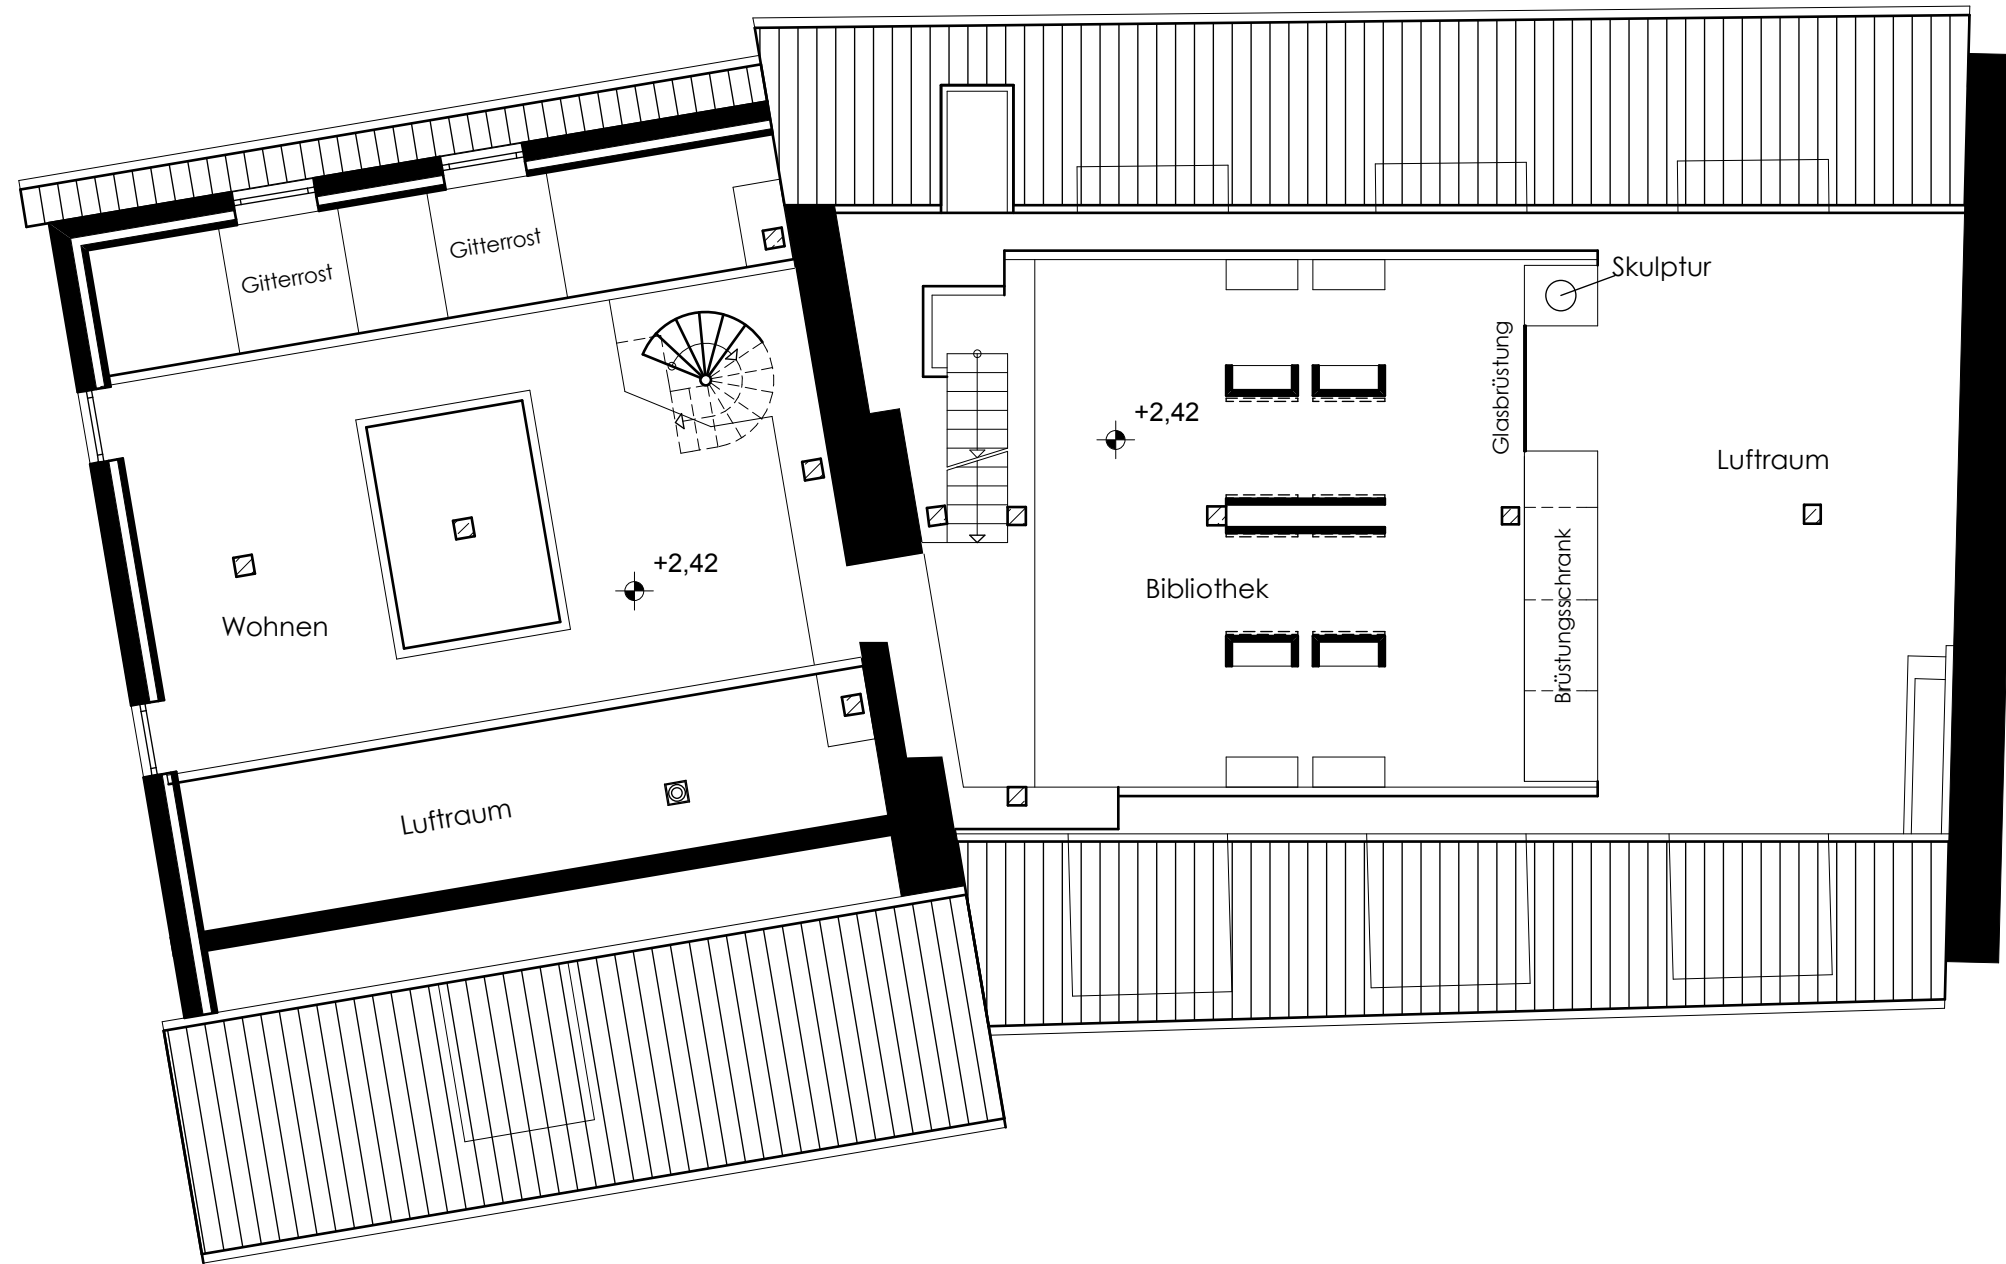 Gitterrost
Gitterrost
Skulptur
Glasbrüstung
+2,42
Luftraum
+2,42
Brüstungsschrank
Bibliothek
Wohnen
Luftraum